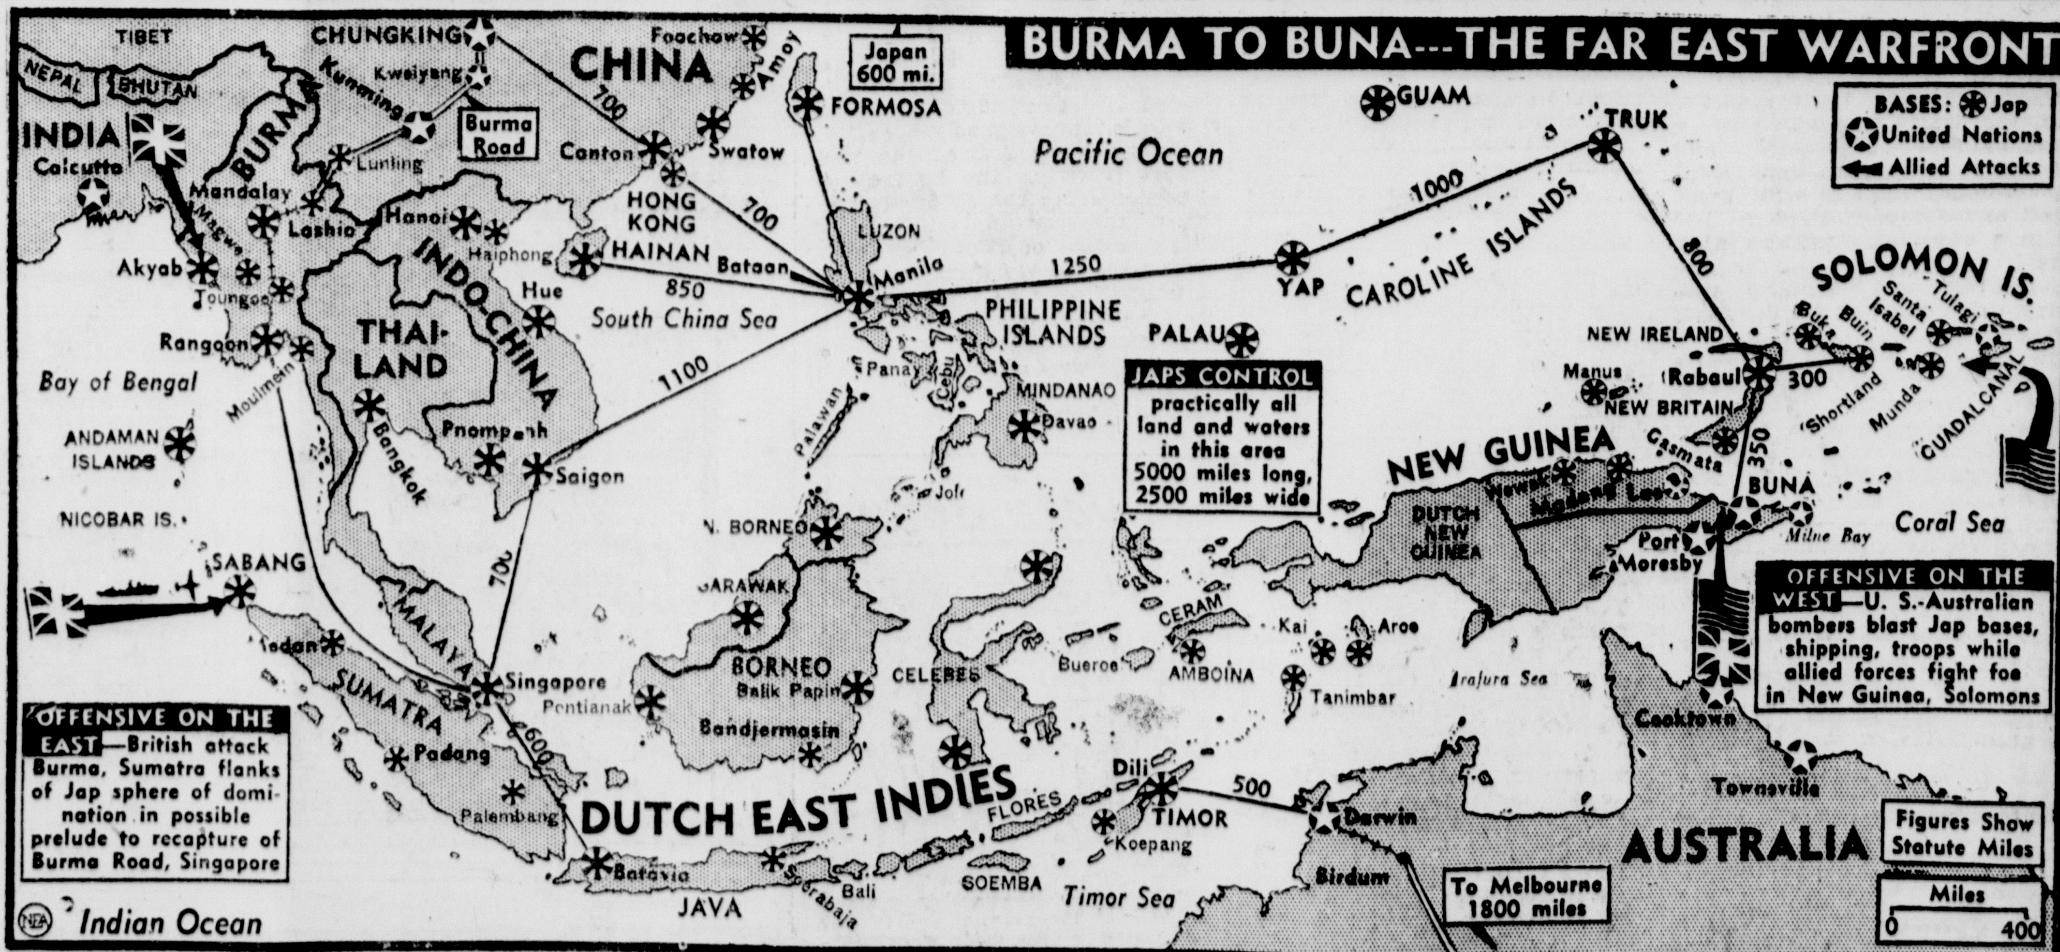 BURMA TO BUNA---THE FAR EAST WARFRONT
TIBET
CHUNGKING
Foochow
Amoy
Japan
600 mi.
NEPAL
BHUTAN
Kunming
Kweiyang
CHINA
700
FORMOSA
GUAM
TRUK
BASES: Jap
United Nations
Allied Attacks
INDIA
Calcutta
BURMA
Burma
Road
Lunling
Canton
Swatow
Pacific Ocean
Mandalay
Magwe
Lashio
Hanoi
Haiphong
HONG
KONG
700
LUZON
1000
CAROLINE ISLANDS
800
Akyab
Toungoo
INDO-CHINA
HAINAN
Bataan
Manila
850
1250
YAP
SOLOMON IS.
Santa
Isabel
Tulagi
Buka
Buin
Hue
South China Sea
PHILIPPINE
ISLANDS
PALAU
NEW IRELAND
Rangoon
Moulmein
THAI-
LAND
1100
Panay
Cebu
Palawan
MINDANAO
Davao
Manus
Rabaul
300
NEW BRITAIN
Shortland
Munda
GUADALCANAL
Bay of Bengal
JAPS CONTROL
practically all
land and waters
in this area
5000 miles long,
2500 miles wide
ANDAMAN
ISLANDS
Bangkok
Pnompenh
Saigon
Jolo
NEW GUINEA
Gasmata
350
Wewak
Madang
Lae
BUNA
NICOBAR IS.
N. BORNEO
DUTCH
NEW
GUINEA
Port
Moresby
Milne Bay
Coral Sea
SABANG
700
SARAWAK
MALAYA
CERAM
Kai
Aroe
OFFENSIVE ON THE
WEST—U. S.-Australian
bombers blast Jap bases,
shipping, troops while
allied forces fight foe
in New Guinea, Solomons
Medan
SUMATRA
Singapore
Pontianak
BORNEO
Balik Papin
Bandjermasin
CELEBES
Bueroe
AMBOINA
Tanimbar
Arafura Sea
Cooktown
OFFENSIVE ON THE
EAST—British attack
Burma, Sumatra flanks
of Jap sphere of domi-
nation in possible
prelude to recapture of
Burma Road, Singapore
Padang
600
Palembang
DUTCH EAST INDIES
FLORES
Dili
TIMOR
500
Darwin
Townsville
Koepang
AUSTRALIA
Figures Show
Statute Miles
Batavia
Soerabaja
Bali
SOEMBA
Timor Sea
Birdum
To Melbourne
1800 miles
Miles
0 400
JAVA
NEA
Indian Ocean